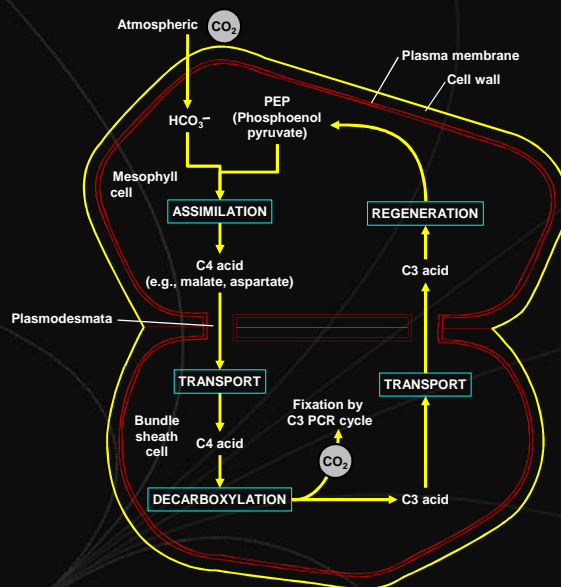 Atmospheric
CO2
Plasma membrane
Cell wall
PEP
(Phosphoenol
pyruvate)
HCO3−
Mesophyll
cell
ASSIMILATION
REGENERATION
C4 acid
(e.g., malate, aspartate)
C3 acid
Plasmodesmata
TRANSPORT
TRANSPORT
Bundle
sheath
cell
Fixation by
C3 PCR cycle
C4 acid
CO2
DECARBOXYLATION
C3 acid